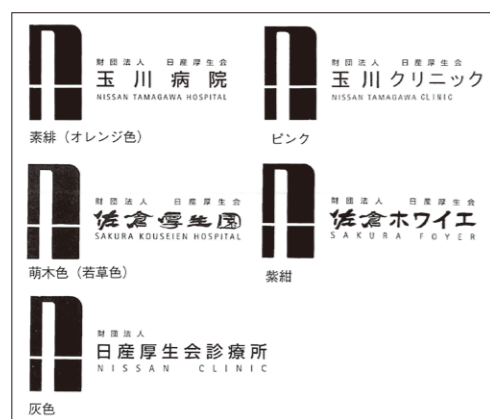 財団法人 日産厚生会
玉川病院
NISSAN TAMAGAWA HOSPITAL
素緋（オレンジ色）
財団法人 日産厚生会
玉川クリニック
NISSAN TAMAGAWA CLINIC
ピンク
財団法人 日産厚生会
佐倉厚生園
SAKURA KOUSEIEN HOSPITAL
萌木色（若草色）
財団法人 日産厚生会
佐倉ホワイエ
SAKURA FOYER
紫紺
財団法人
日産厚生会診療所
NISSAN CLINIC
灰色